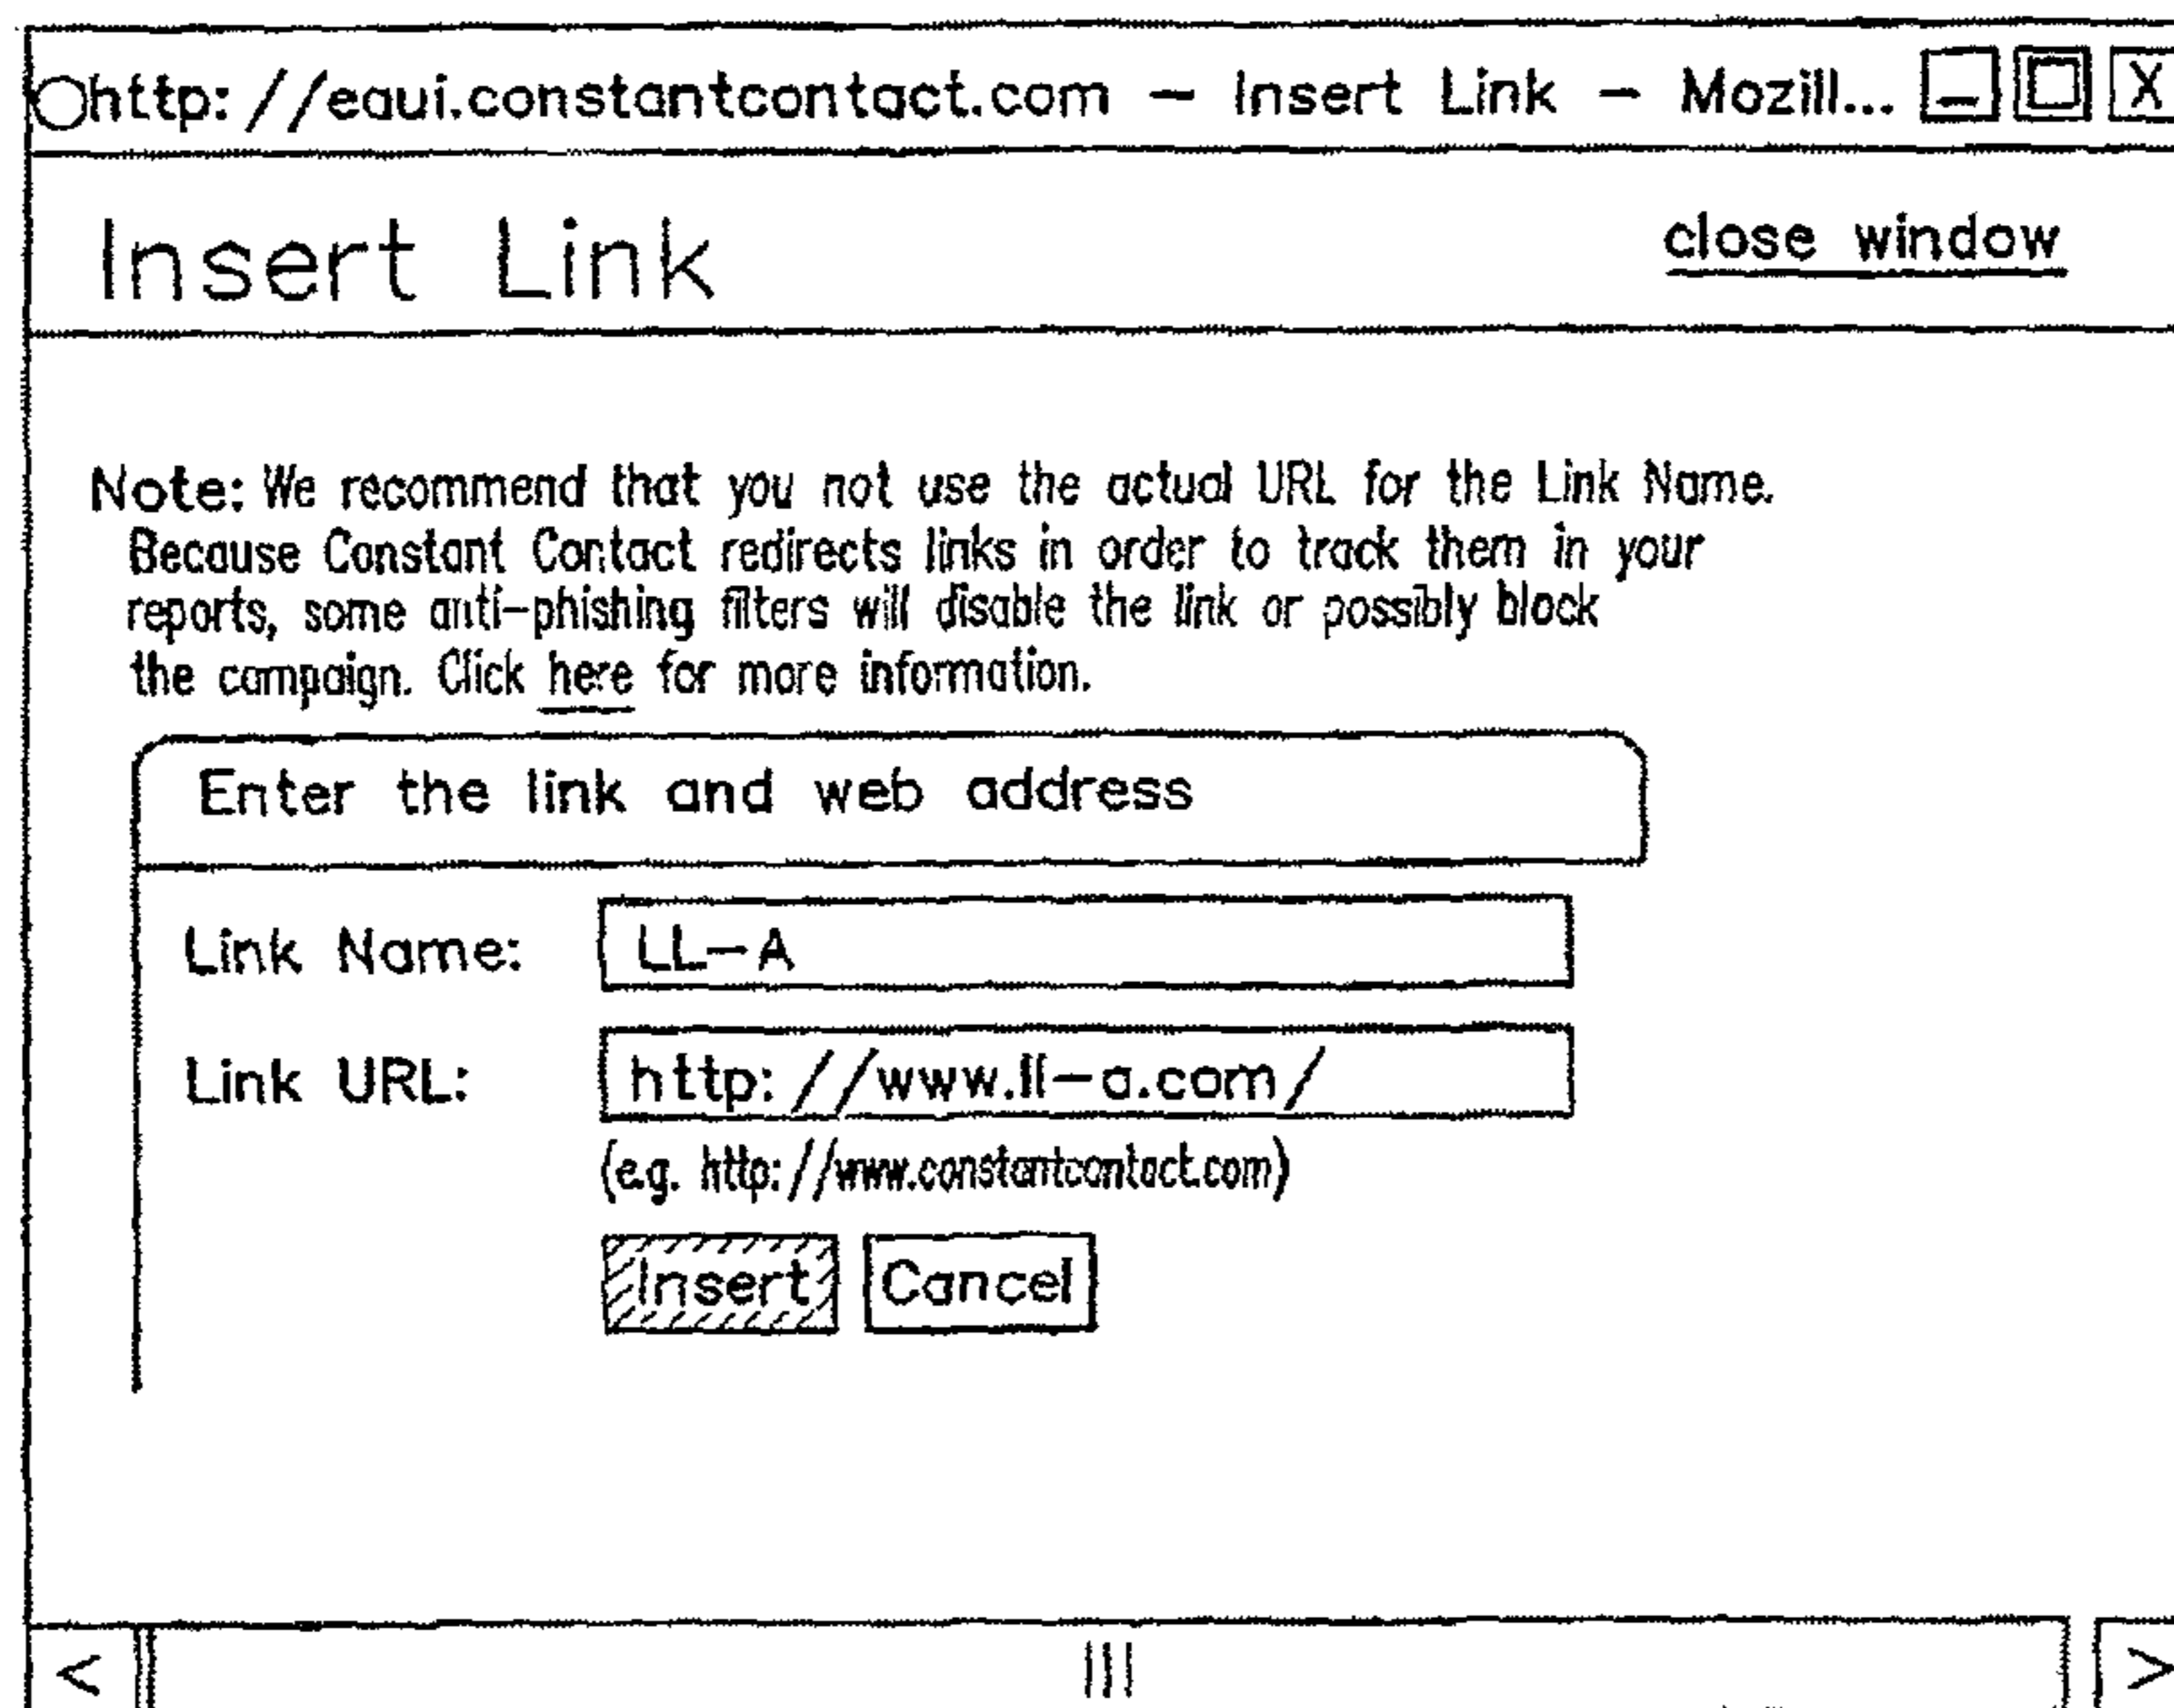 http://eaui.constantcontact.com – Insert Link – Mozill... X
Insert Link close window
Note: We recommend that you not use the actual URL for the Link Name.
Because Constant Contact redirects links in order to track them in your
reports, some anti-phishing filters will disable the link or possibly block
the campaign. Click here for more information.
Enter the link and web address
Link Name: LL-A
Link URL: http://www.ll-a.com/
(e.g. http://www.constantcontact.com)
Insert Cancel